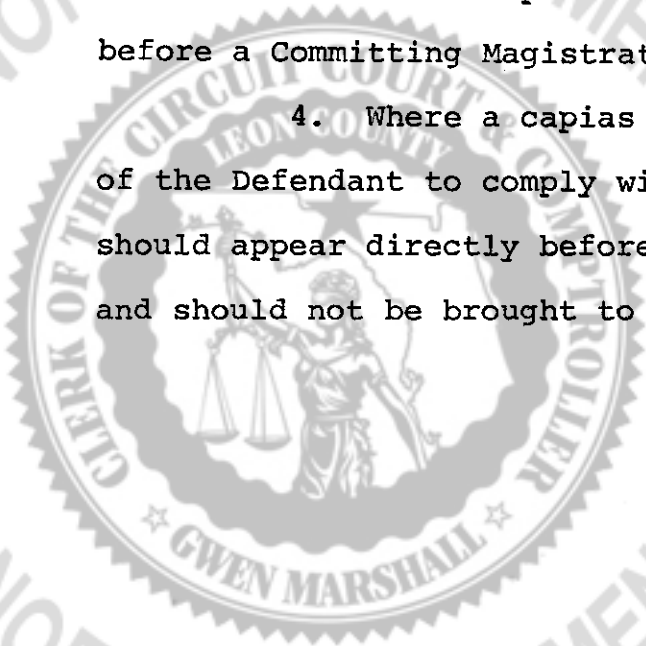 before a Committing Magistrat
4. Where a capias
of the Defendant to comply wi
should appear directly before
and should not be brought to
CLERK OF THE CIRCUIT COURT & COMPTROLLER
LEON COUNTY
GWEN MARSHALL